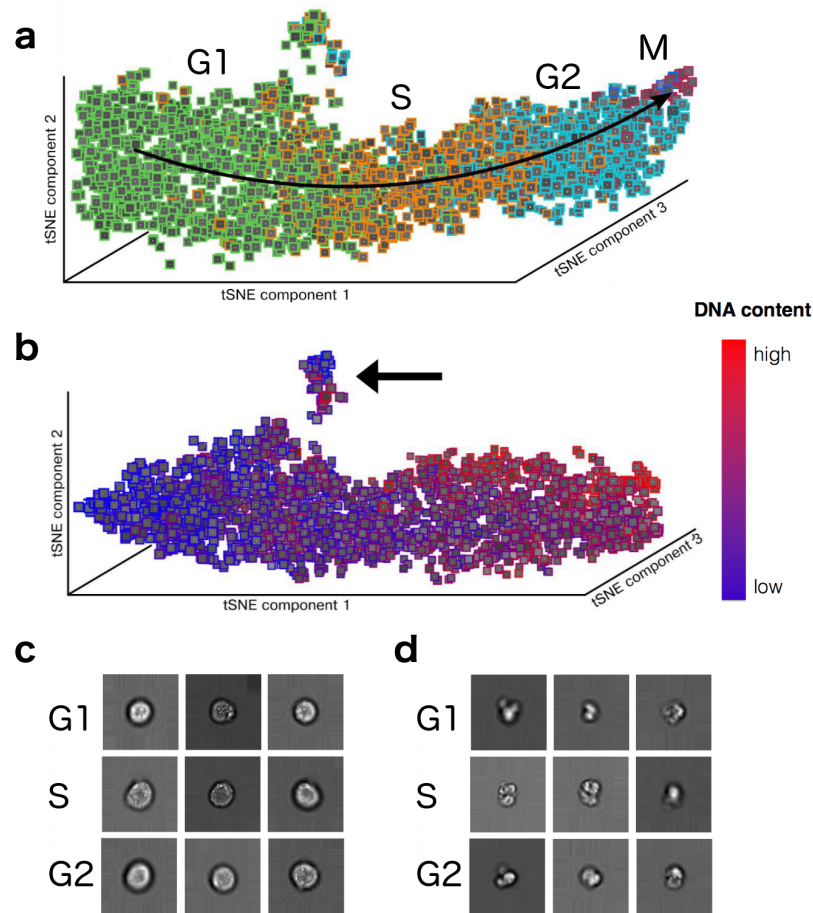 a
G1
S
G2
M
tSNE component 2
tSNE component 1
tSNE component 3
DNA content
high
low
b
tSNE component 2
tSNE component 1
tSNE component 3
c
G1
S
G2
d
G1
S
G2